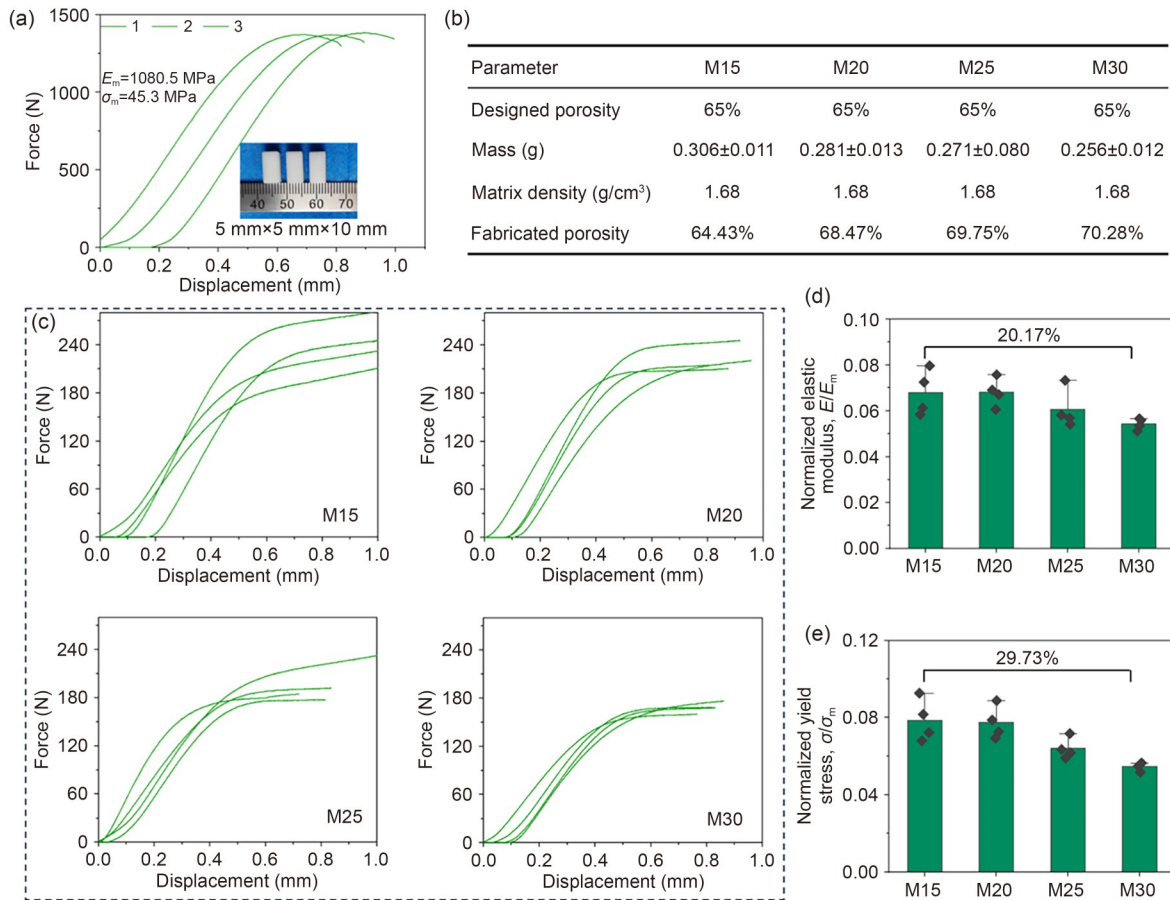 (a)
1 2 3
Eₘ=1080.5 MPa
σₘ=45.3 MPa
Force (N)
1500
1000
500
0
40 50 60 70
5 mm×5 mm×10 mm
0.0 0.2 0.4 0.6 0.8 1.0
Displacement (mm)
(b)
Parameter M15 M20 M25 M30
Designed porosity 65% 65% 65% 65%
Mass (g) 0.306±0.011 0.281±0.013 0.271±0.080 0.256±0.012
Matrix density (g/cm³) 1.68 1.68 1.68 1.68
Fabricated porosity 64.43% 68.47% 69.75% 70.28%
(c)
Force (N)
240
180
120
60
0
M15
0.0 0.2 0.4 0.6 0.8 1.0
Displacement (mm)
Force (N)
240
180
120
60
0
M20
0.0 0.2 0.4 0.6 0.8 1.0
Displacement (mm)
Force (N)
240
180
120
60
0
M25
0.0 0.2 0.4 0.6 0.8 1.0
Displacement (mm)
Force (N)
240
180
120
60
0
M30
0.0 0.2 0.4 0.6 0.8 1.0
Displacement (mm)
(d)
Normalized elastic
modulus, E/Eₘ
0.10
0.08
0.06
0.04
0.02
0.00
20.17%
M15 M20 M25 M30
(e)
Normalized yield
stress, σ/σₘ
0.12
0.08
0.04
0.00
29.73%
M15 M20 M25 M30